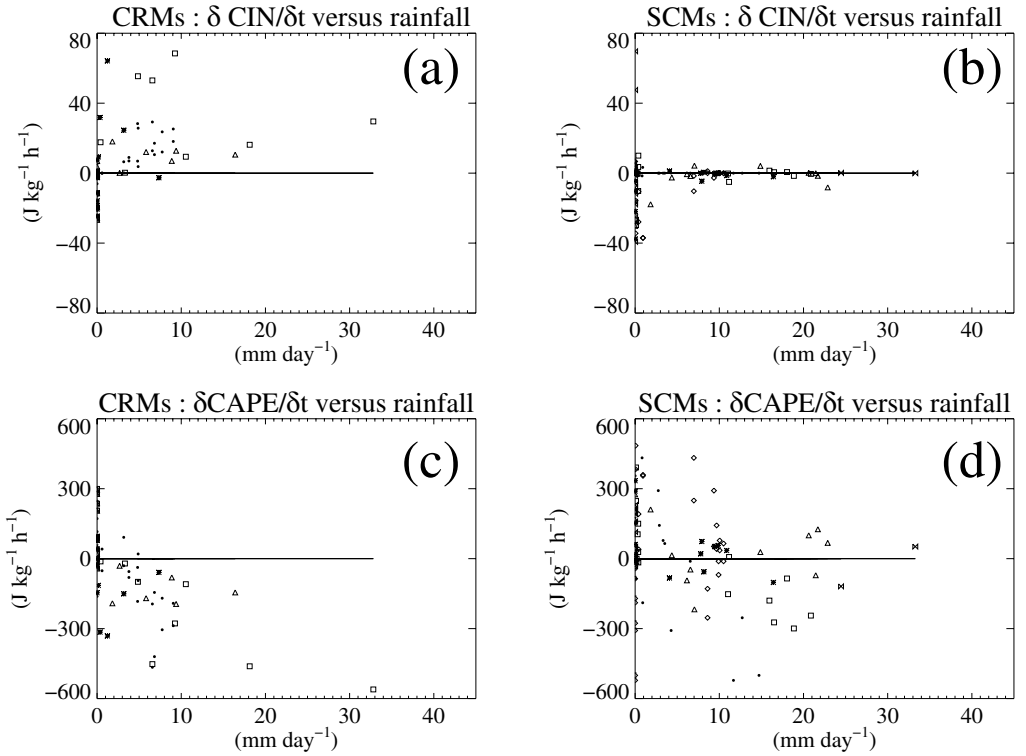 CRMs : δ CIN/δt versus rainfall
SCMs : δ CIN/δt versus rainfall
(a)
(b)
80
40
0
−40
−80
(J kg⁻¹ h⁻¹)
0 10 20 30 40
(mm day⁻¹)
80
40
0
−40
−80
(J kg⁻¹ h⁻¹)
0 10 20 30 40
(mm day⁻¹)
CRMs : δCAPE/δt versus rainfall
SCMs : δCAPE/δt versus rainfall
(c)
(d)
600
300
0
−300
−600
(J kg⁻¹ h⁻¹)
0 10 20 30 40
(mm day⁻¹)
600
300
0
−300
−600
(J kg⁻¹ h⁻¹)
0 10 20 30 40
(mm day⁻¹)